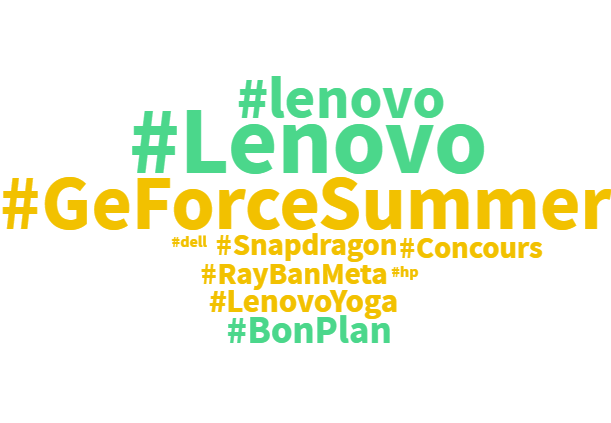 #lenovo
#Lenovo
#GeForceSummer
#dell #Snapdragon #Concours
#RayBanMeta #hp
#LenovoYoga
#BonPlan